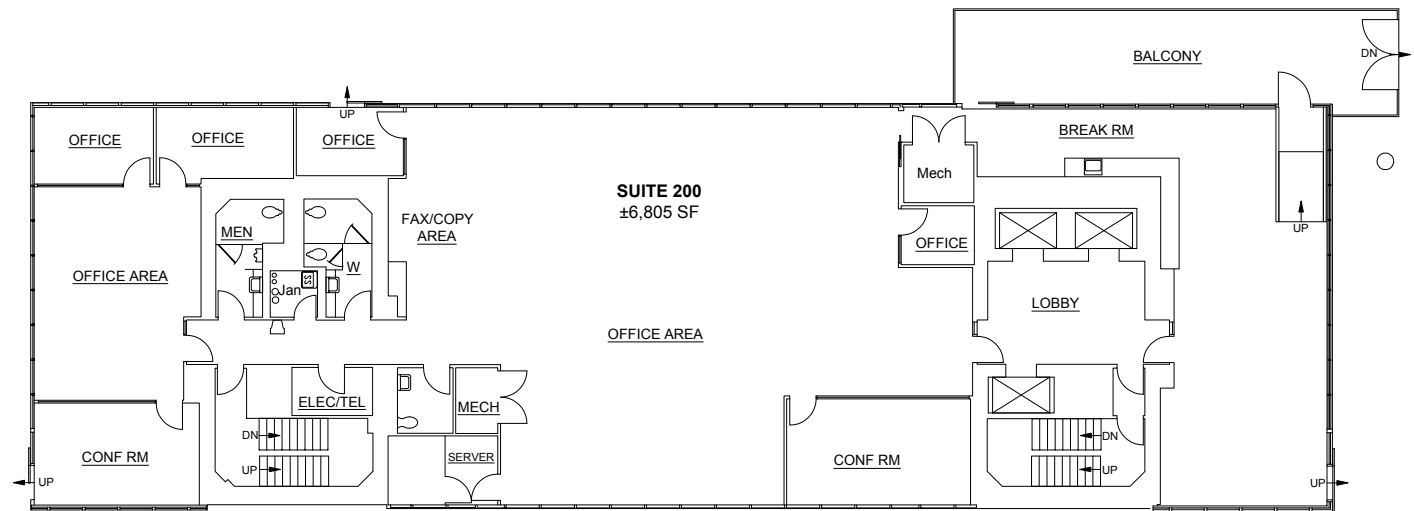 BALCONY
DN
UP
BREAK RM
OFFICE
OFFICE
OFFICE
Mech
SUITE 200
±6,805 SF
MEN
FAX/COPY
AREA
UP
OFFICE
W
OFFICE AREA
Jan
LOBBY
OFFICE AREA
ELEC/TEL
MECH
DN
DN
CONF RM
SERVER
CONF RM
UP
UP
UP
UP